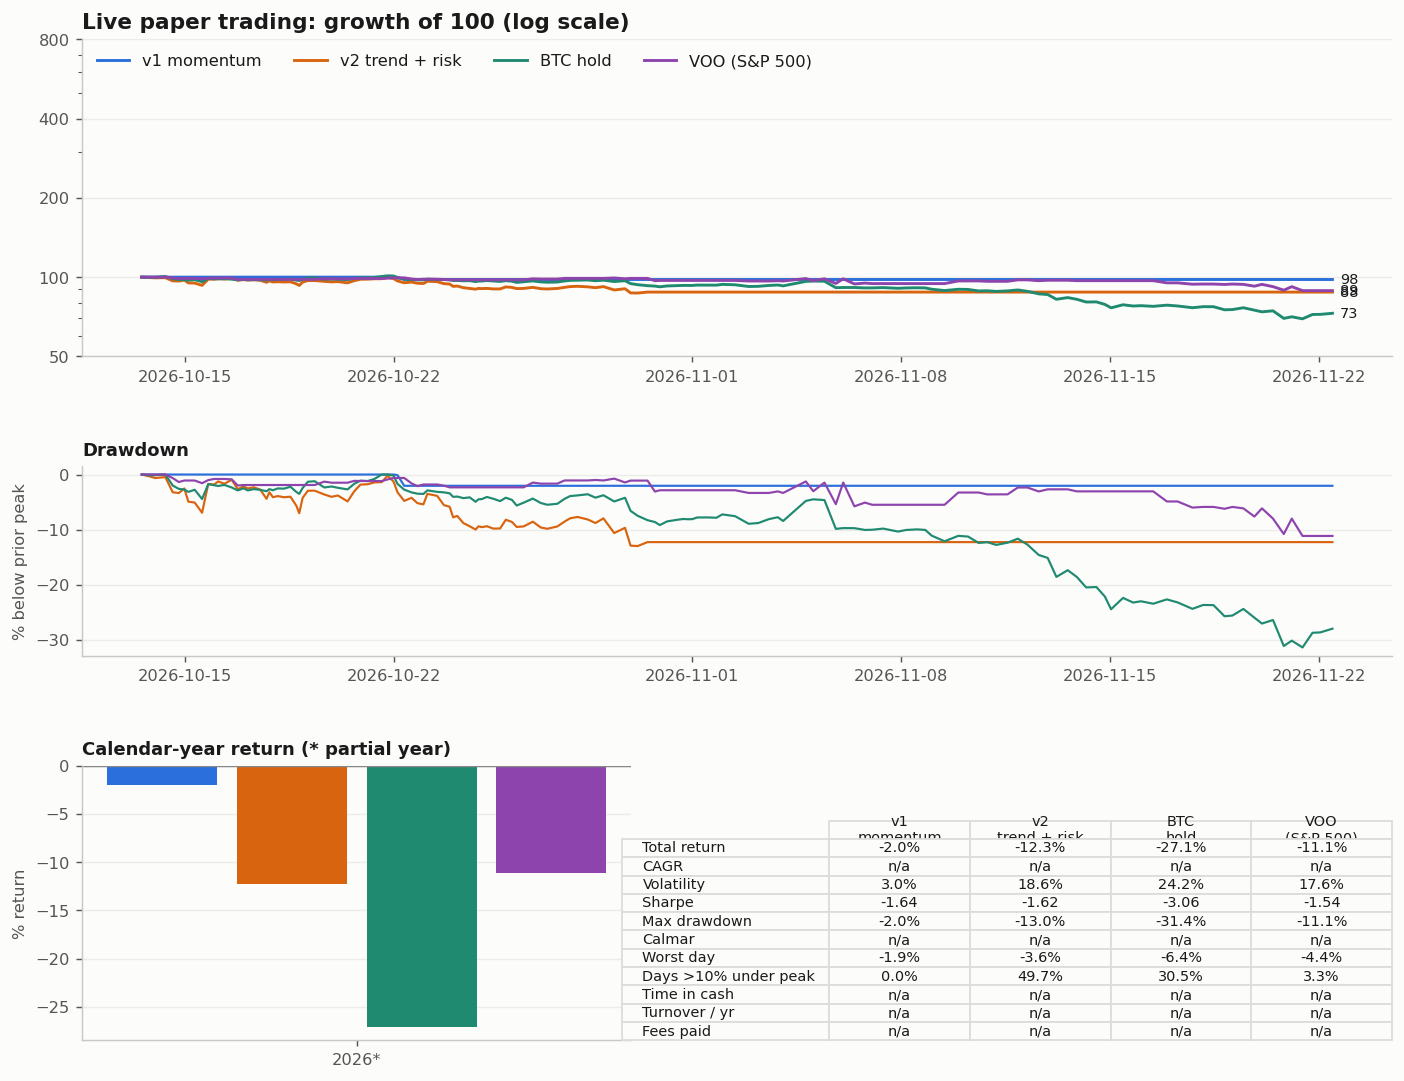 Live paper trading: growth of 100 (log scale)
800
v1 momentum v2 trend + risk BTC hold VOO (S&P 500)
400
200
100
98
89
88
73
50
2026-10-15 2026-10-22 2026-11-01 2026-11-08 2026-11-15 2026-11-22
Drawdown
% below prior peak
0
−10
−20
−30
2026-10-15 2026-10-22 2026-11-01 2026-11-08 2026-11-15 2026-11-22
Calendar-year return (* partial year)
% return
0
−5
−10
−15
−20
−25
2026*
v1 v2 BTC VOO
momentum trend + risk hold (S&P 500)
Total return -2.0% -12.3% -27.1% -11.1%
CAGR n/a n/a n/a n/a
Volatility 3.0% 18.6% 24.2% 17.6%
Sharpe -1.64 -1.62 -3.06 -1.54
Max drawdown -2.0% -13.0% -31.4% -11.1%
Calmar n/a n/a n/a n/a
Worst day -1.9% -3.6% -6.4% -4.4%
Days >10% under peak 0.0% 49.7% 30.5% 3.3%
Time in cash n/a n/a n/a n/a
Turnover / yr n/a n/a n/a n/a
Fees paid n/a n/a n/a n/a